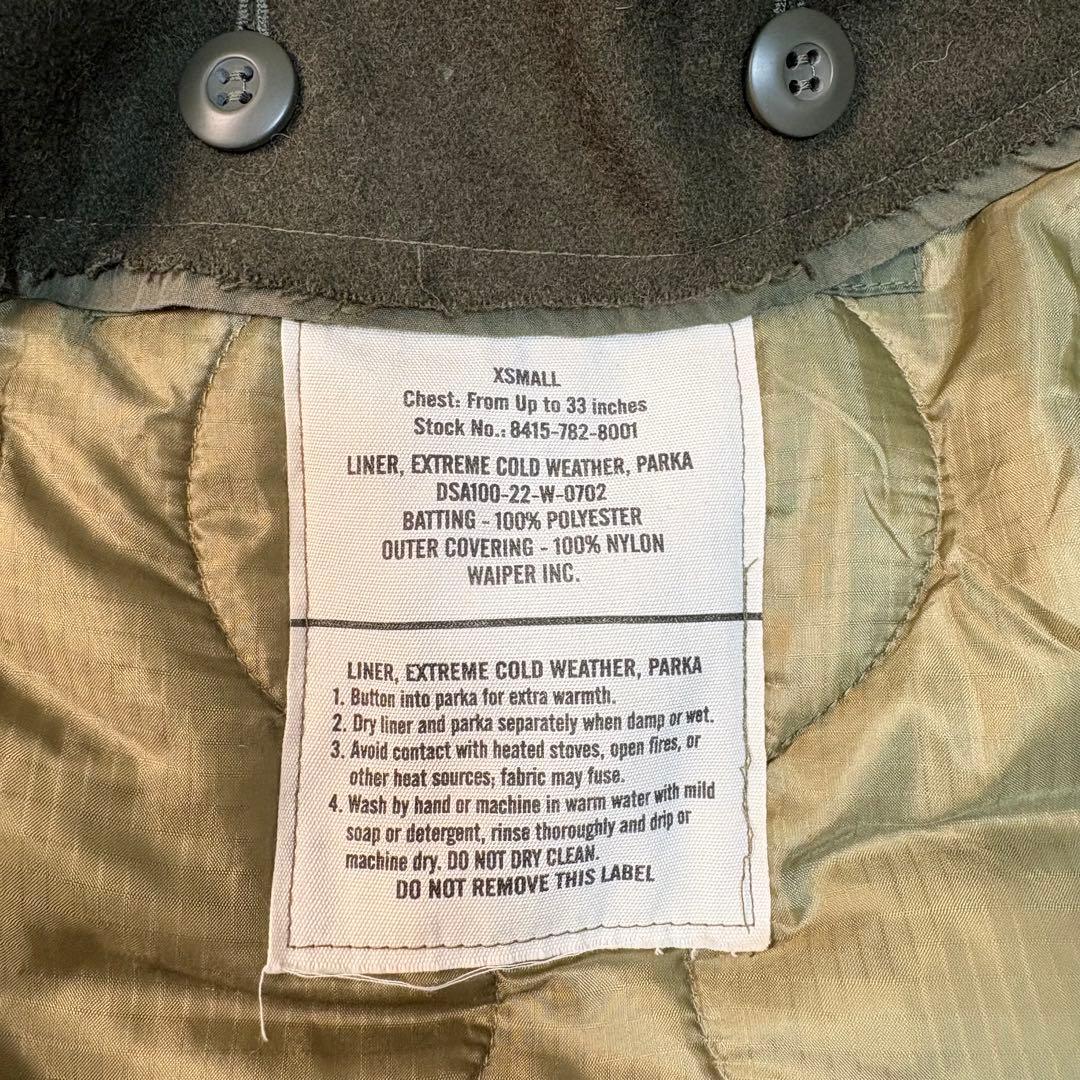 XSMALL
Chest: From Up to 33 inches
Stock No.: 8415-782-8001
LINER, EXTREME COLD WEATHER, PARKA
DSA100-22-W-0702
BATTING - 100% POLYESTER
OUTER COVERING - 100% NYLON
WAIPER INC.
LINER, EXTREME COLD WEATHER, PARKA
1. Button into parka for extra warmth.
2. Dry liner and parka separately when damp or wet.
3. Avoid contact with heated stoves, open fires, or
other heat sources; fabric may fuse.
4. Wash by hand or machine in warm water with mild
soap or detergent, rinse thoroughly and drip or
machine dry. DO NOT DRY CLEAN.
DO NOT REMOVE THIS LABEL